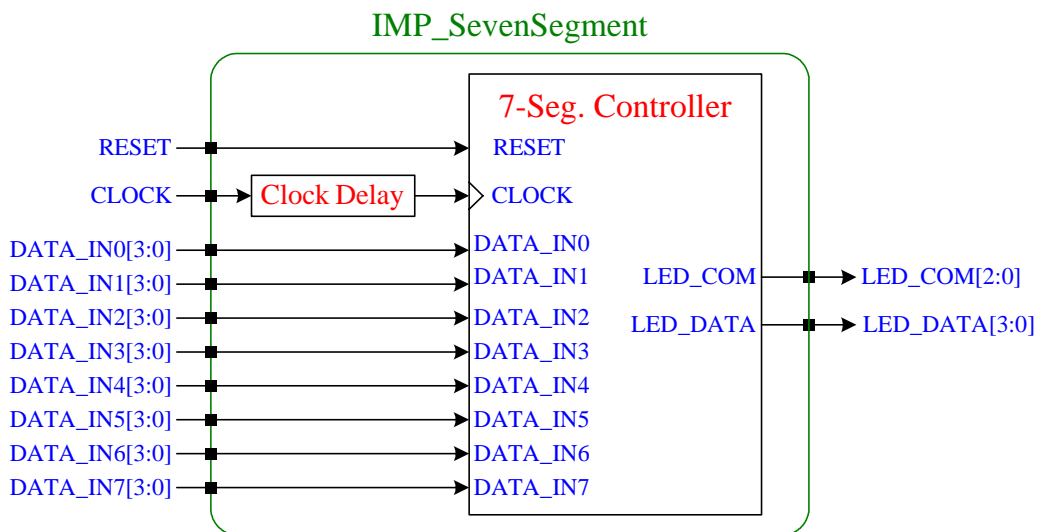 IMP_SevenSegment
7-Seg. Controller
RESET
RESET
CLOCK
Clock Delay
CLOCK
DATA_IN0[3:0]
DATA_IN0
DATA_IN1[3:0]
DATA_IN1
LED_COM
LED_COM[2:0]
DATA_IN2[3:0]
DATA_IN2
LED_DATA
LED_DATA[3:0]
DATA_IN3[3:0]
DATA_IN3
DATA_IN4[3:0]
DATA_IN4
DATA_IN5[3:0]
DATA_IN5
DATA_IN6[3:0]
DATA_IN6
DATA_IN7[3:0]
DATA_IN7